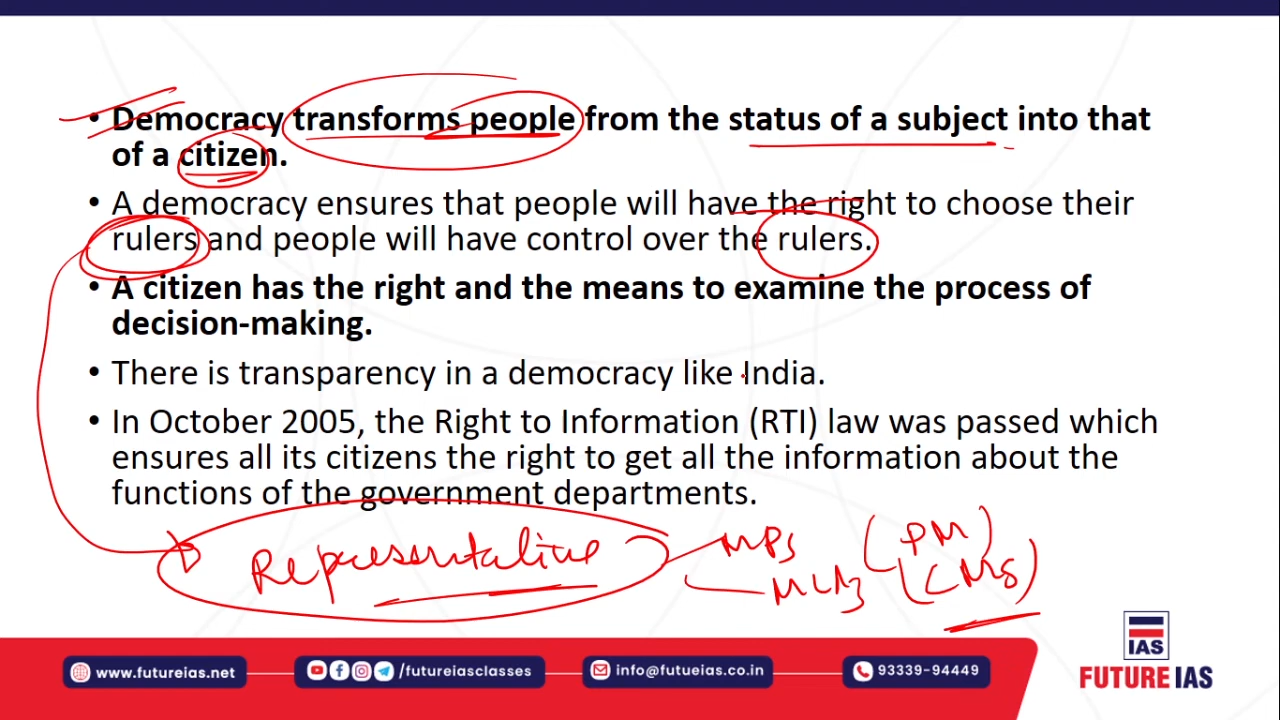 • Democracy transforms people from the status of a subject into that
of a citizen.
• A democracy ensures that people will have the right to choose their
rulers and people will have control over the rulers.
• A citizen has the right and the means to examine the process of
decision-making.
• There is transparency in a democracy like India.
• In October 2005, the Right to Information (RTI) law was passed which
ensures all its citizens the right to get all the information about the
functions of the government departments.
Representative
MPs (PM)
MLAs (CMs)
IAS
FUTURE IAS
www.futureias.net
/futureiasclasses
info@futueias.co.in
93339-94449